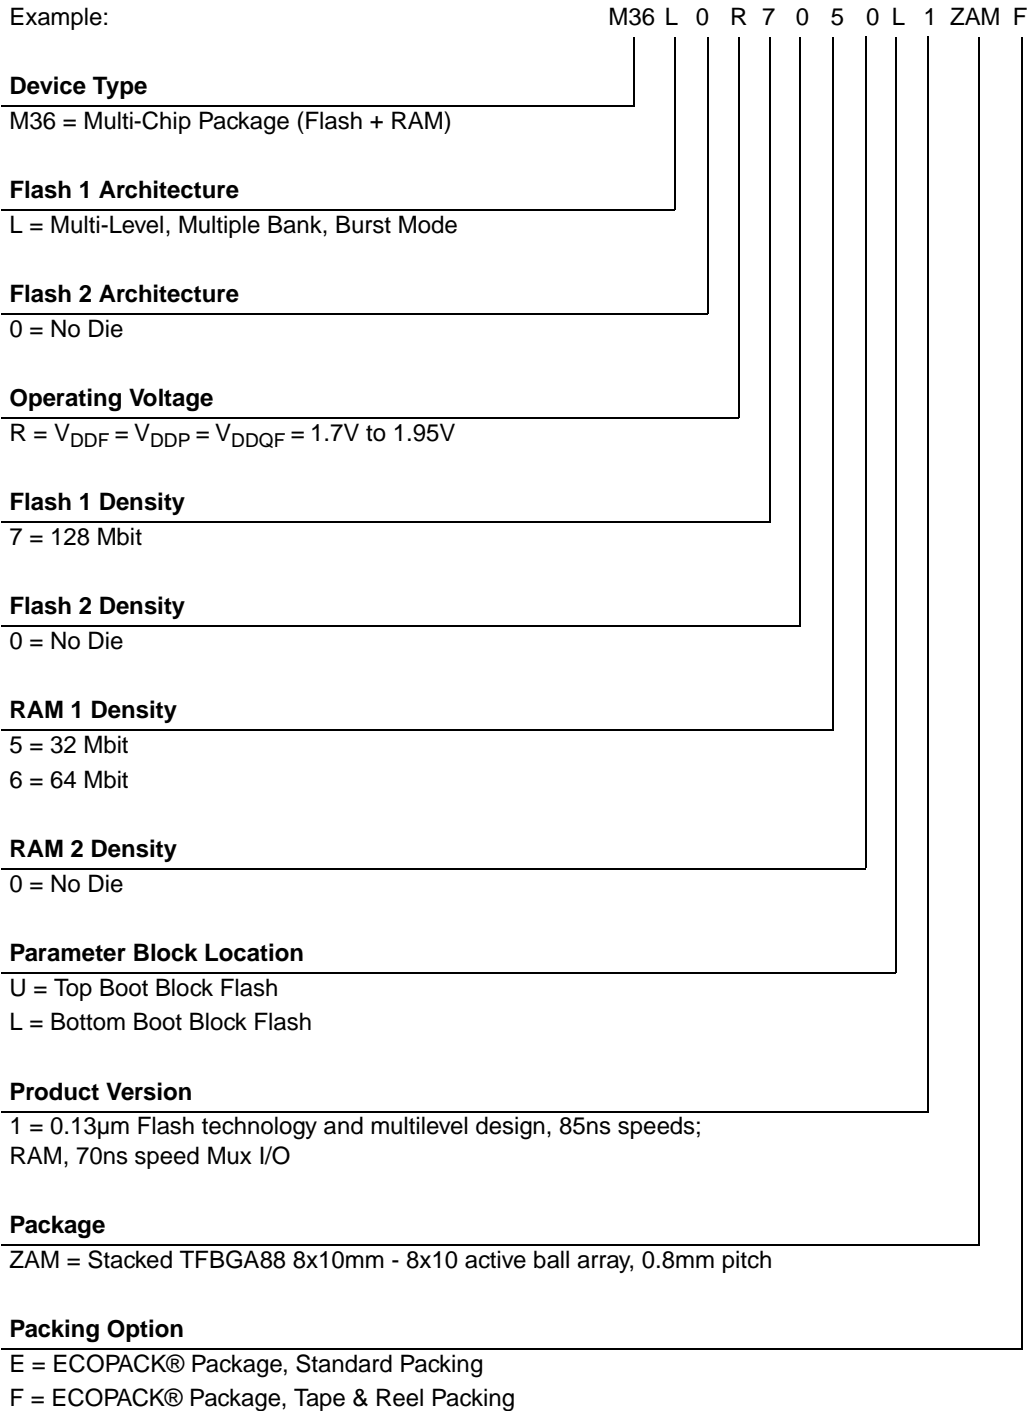 Example: M36 L 0 R 7 0 5 0 L 1 ZAM F
Device Type
M36 = Multi-Chip Package (Flash + RAM)
Flash 1 Architecture
L = Multi-Level, Multiple Bank, Burst Mode
Flash 2 Architecture
0 = No Die
Operating Voltage
R = VDDF = VDDP = VDDQF = 1.7V to 1.95V
Flash 1 Density
7 = 128 Mbit
Flash 2 Density
0 = No Die
RAM 1 Density
5 = 32 Mbit
6 = 64 Mbit
RAM 2 Density
0 = No Die
Parameter Block Location
U = Top Boot Block Flash
L = Bottom Boot Block Flash
Product Version
1 = 0.13µm Flash technology and multilevel design, 85ns speeds;
RAM, 70ns speed Mux I/O
Package
ZAM = Stacked TFBGA88 8x10mm - 8x10 active ball array, 0.8mm pitch
Packing Option
E = ECOPACK® Package, Standard Packing
F = ECOPACK® Package, Tape & Reel Packing